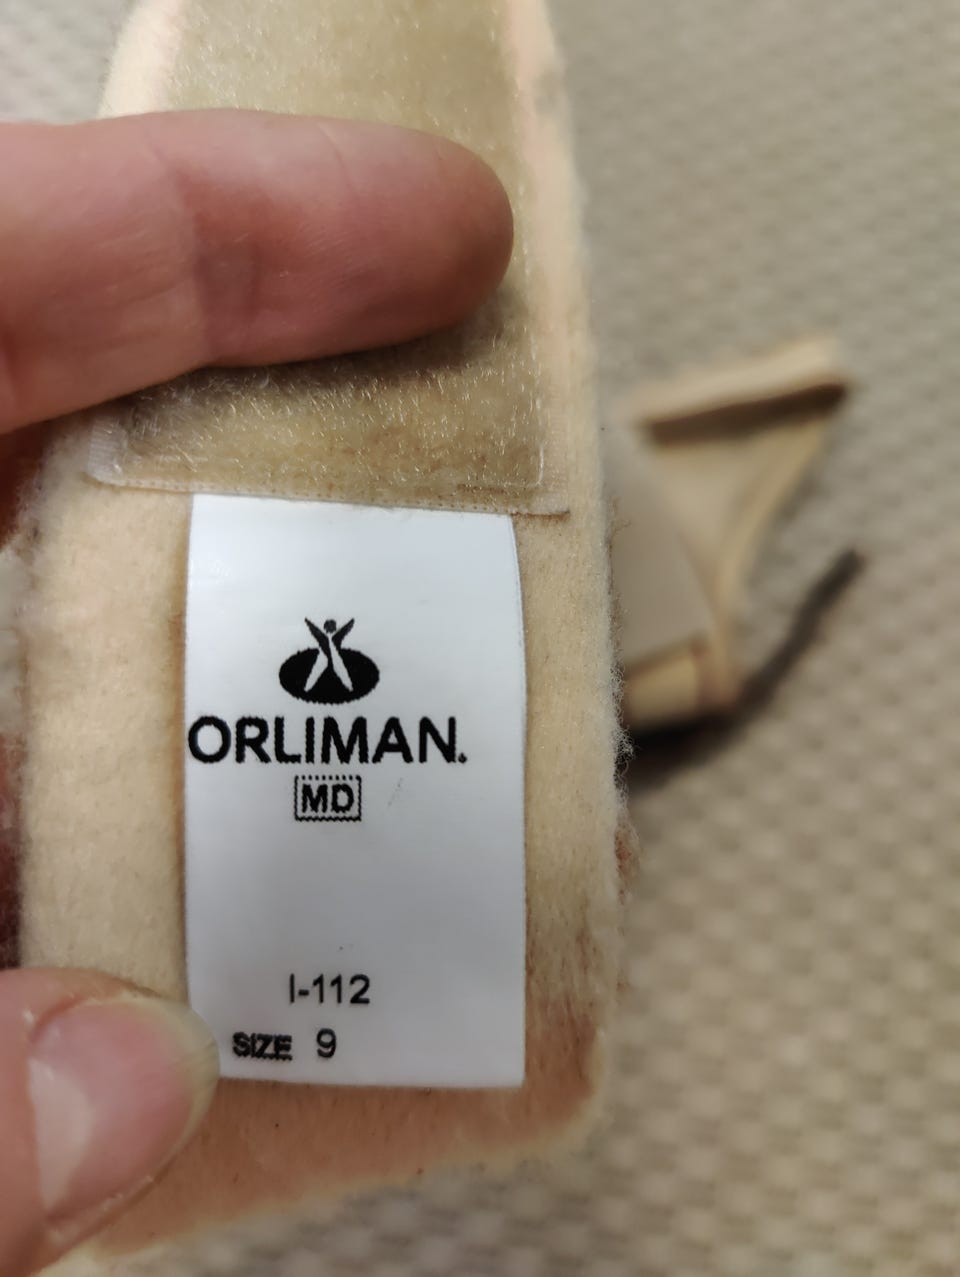 ORLIMAN.
MD
I-112
SIZE 9